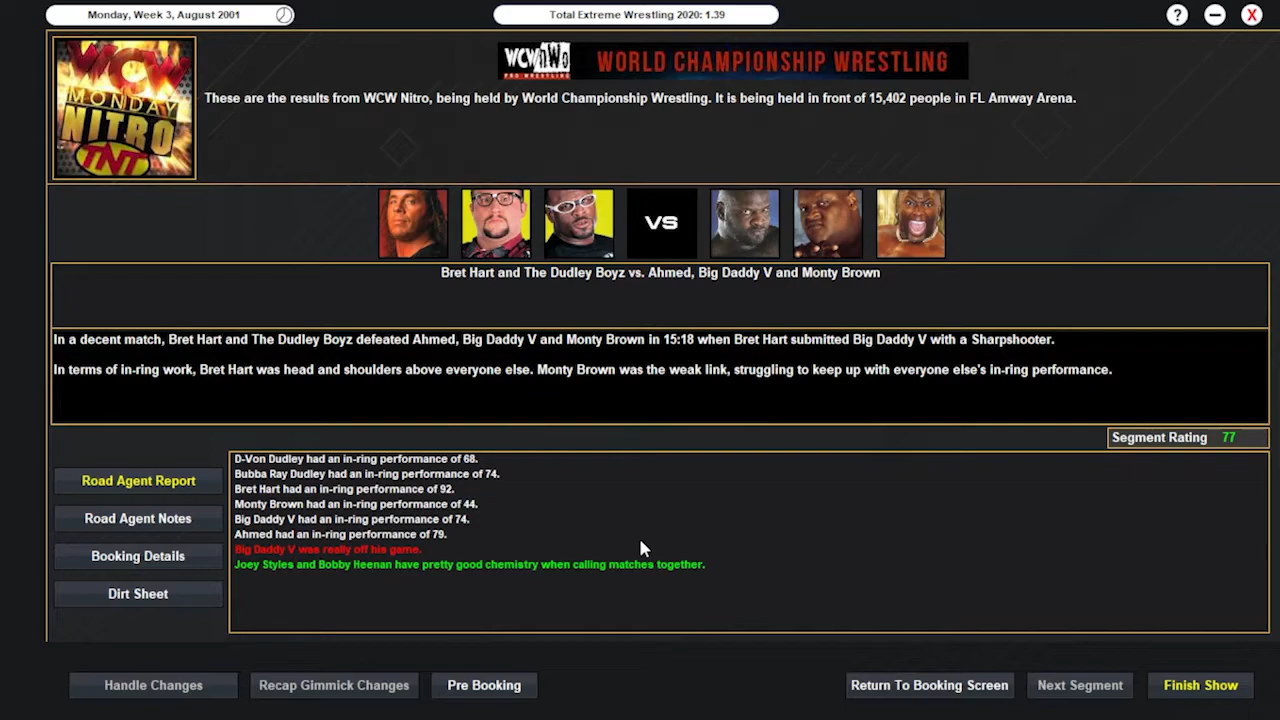 Monday, Week 3, August 2001
Total Extreme Wrestling 2020: 1.39
?
X
WCW
MONDAY
NITRO
TNT
WCW nWo
PRO WRESTLING
WORLD CHAMPIONSHIP WRESTLING
These are the results from WCW Nitro, being held by World Championship Wrestling. It is being held in front of 15,402 people in FL Amway Arena.
VS
Bret Hart and The Dudley Boyz vs. Ahmed, Big Daddy V and Monty Brown
In a decent match, Bret Hart and The Dudley Boyz defeated Ahmed, Big Daddy V and Monty Brown in 15:18 when Bret Hart submitted Big Daddy V with a Sharpshooter.
In terms of in-ring work, Bret Hart was head and shoulders above everyone else. Monty Brown was the weak link, struggling to keep up with everyone else's in-ring performance.
Segment Rating 77
Road Agent Report
Road Agent Notes
Booking Details
Dirt Sheet
D-Von Dudley had an in-ring performance of 68.
Bubba Ray Dudley had an in-ring performance of 74.
Bret Hart had an in-ring performance of 92.
Monty Brown had an in-ring performance of 44.
Big Daddy V had an in-ring performance of 74.
Ahmed had an in-ring performance of 79.
Big Daddy V was really off his game.
Joey Styles and Bobby Heenan have pretty good chemistry when calling matches together.
Handle Changes
Recap Gimmick Changes
Pre Booking
Return To Booking Screen
Next Segment
Finish Show